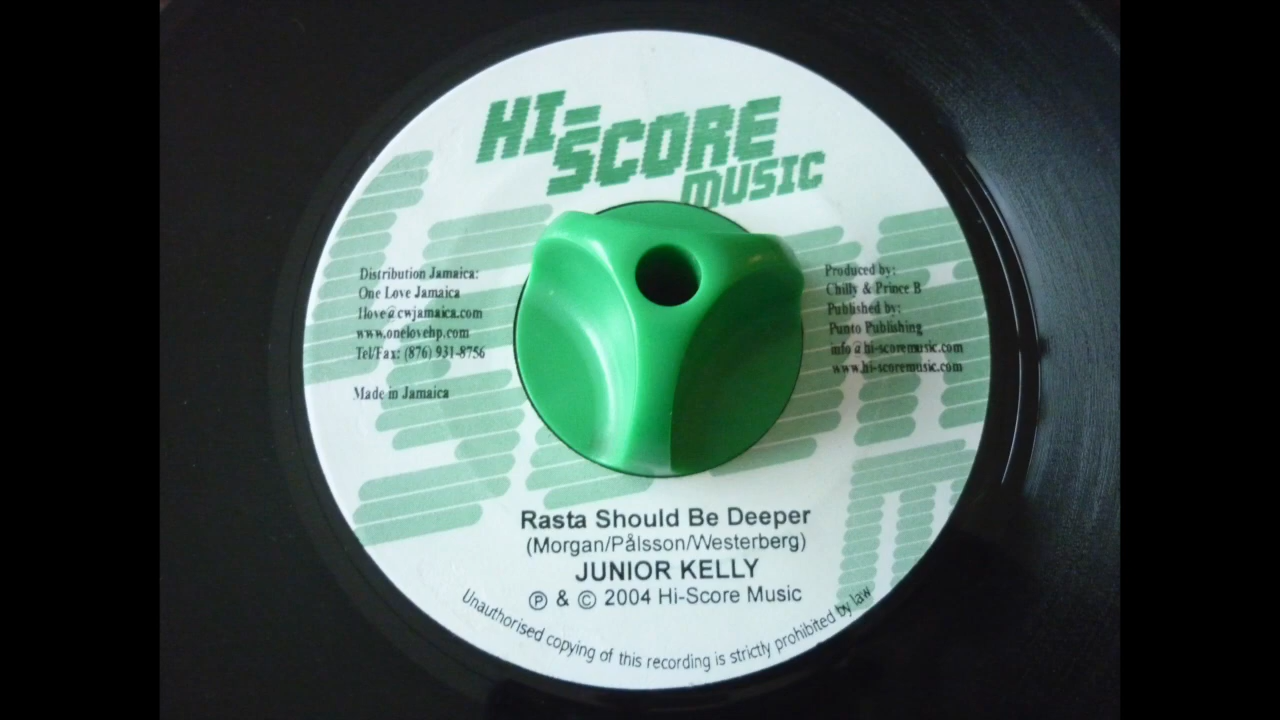 HI-SCORE
MUSIC
Distribution Jamaica:
One Love Jamaica
1love@cwjamaica.com
www.onelovehp.com
Tel/Fax: (876) 931-8756
Made in Jamaica
Produced by:
Chilly & Prince B
Published by:
Punto Publishing
info@hi-scoremusic.com
www.hi-scoremusic.com
Rasta Should Be Deeper
(Morgan/Pålsson/Westerberg)
JUNIOR KELLY
℗ & © 2004 Hi-Score Music
Unauthorised copying of this recording is strictly prohibited by law